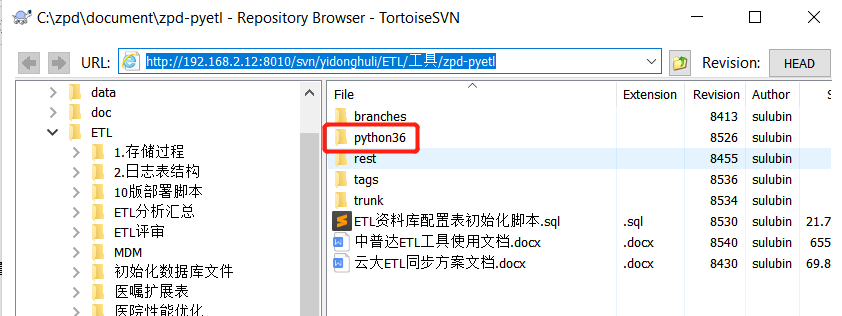 C:\zpd\document\zpd-pyetl - Repository Browser - TortoiseSVN
URL: http://192.168.2.12:8010/svn/yidonghuli/ETL/工具/zpd-pyetl Revision: HEAD
data
doc
ETL
1.存储过程
2.日志表结构
10版部署脚本
ETL分析汇总
ETL评审
MDM
初始化数据库文件
医嘱扩展表
医院性能优化
File Extension Revision Author S
branches 8413 sulubin
python36 8526 sulubin
rest 8455 sulubin
tags 8536 sulubin
trunk 8534 sulubin
ETL资料库配置表初始化脚本.sql .sql 8530 sulubin 21.7
中普达ETL工具使用文档.docx .docx 8540 sulubin 655
云大ETL同步方案文档.docx .docx 8430 sulubin 69.8